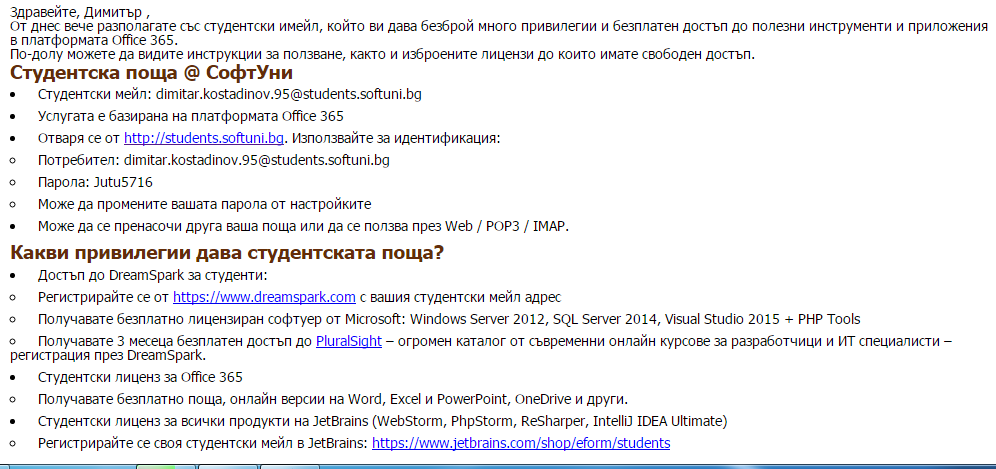 Здравейте, Димитър ,
От днес вече разполагате със студентски имейл, който ви дава безброй много привилегии и безплатен достъп до полезни инструменти и приложения
в платформата Office 365.
По-долу можете да видите инструкции за ползване, както и изброените лицензи до които имате свободен достъп.
Студентска поща @ СофтУни
• Студентски мейл: dimitar.kostadinov.95@students.softuni.bg
• Услугата е базирана на платформата Office 365
• Отваря се от http://students.softuni.bg. Използвайте за идентификация:
○ Потребител: dimitar.kostadinov.95@students.softuni.bg
○ Парола: Jutu5716
○ Може да промените вашата парола от настройките
• Може да се пренасочи друга ваша поща или да се ползва през Web / POP3 / IMAP.
Какви привилегии дава студентската поща?
• Достъп до DreamSpark за студенти:
○ Регистрирайте се от https://www.dreamspark.com с вашия студентски мейл адрес
○ Получавате безплатно лицензиран софтуер от Microsoft: Windows Server 2012, SQL Server 2014, Visual Studio 2015 + PHP Tools
○ Получавате 3 месеца безплатен достъп до PluralSight – огромен каталог от съвременни онлайн курсове за разработчици и ИТ специалисти –
регистрация през DreamSpark.
• Студентски лиценз за Office 365
○ Получавате безплатно поща, онлайн версии на Word, Excel и PowerPoint, OneDrive и други.
• Студентски лиценз за всички продукти на JetBrains (WebStorm, PhpStorm, ReSharper, IntelliJ IDEA Ultimate)
○ Регистрирайте се своя студентски мейл в JetBrains: https://www.jetbrains.com/shop/eform/students